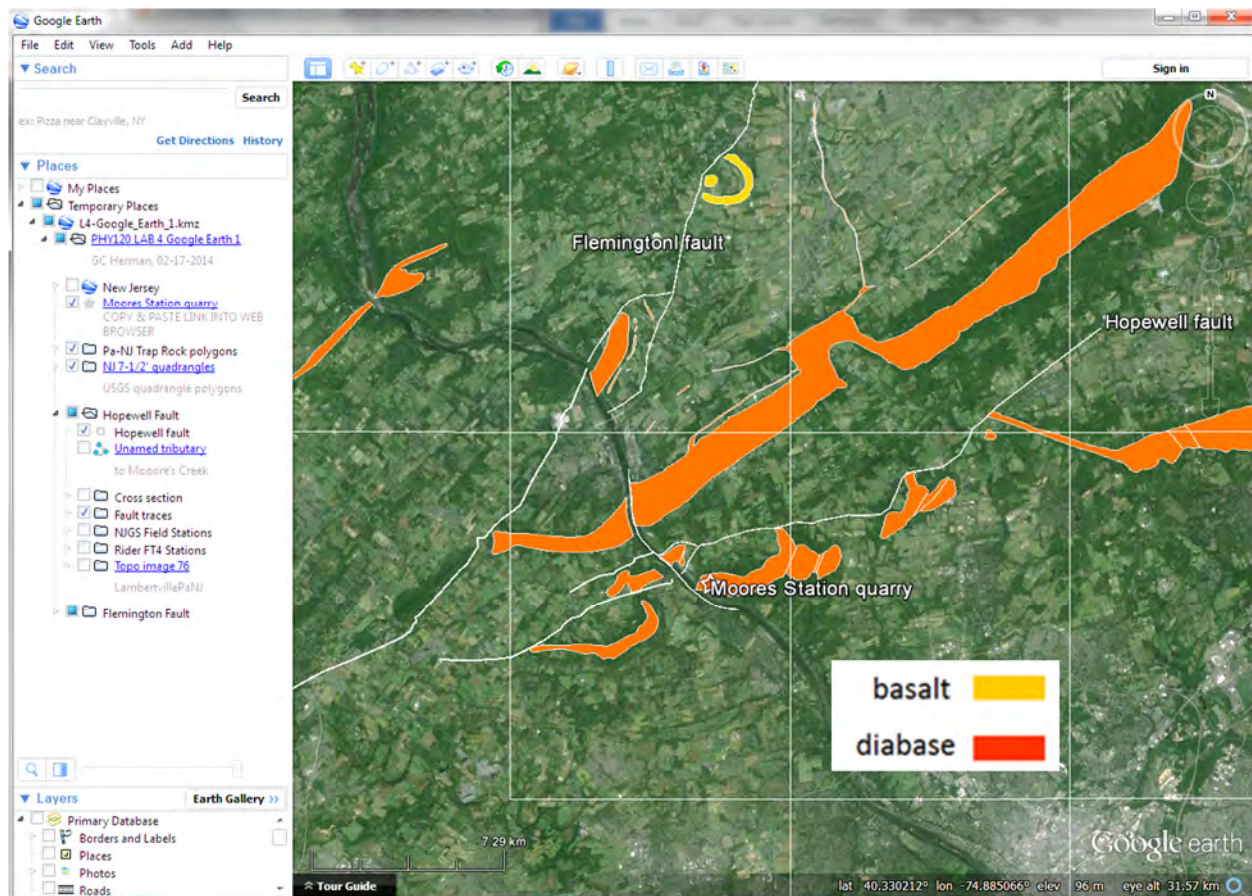 Google Earth
File Edit View Tools Add Help
Search
Sign in
Search
ex: Pizza near Clayville, NY
Get Directions History
Places
My Places
Temporary Places
L4-Google_Earth_1.kmz
PHY120 LAB 4 Google Earth 1
GC Herman, 02-17-2014
New Jersey
Moores Station quarry
COPY & PASTE LINK INTO WEB
BROWSER
Pa-NJ Trap Rock polygons
NJ 7-1/2' quadrangles
USGS quadrangle polygons
Hopewell Fault
Hopewell fault
Unamed tributary
to Mooore's Creek
Cross section
Fault traces
NJGS Field Stations
Rider FT4 Stations
Topo image 76
LambertvillePaNJ
Flemington Fault
Layers
Earth Gallery >>
Primary Database
Borders and Labels
Places
Photos
Roads
N
Flemingtonl fault
Hopewell fault
Moores Station quarry
basalt
diabase
7.29 km
Google earth
Tour Guide
lat 40.330212° lon -74.885066° elev 96 m eye alt 31.57 km